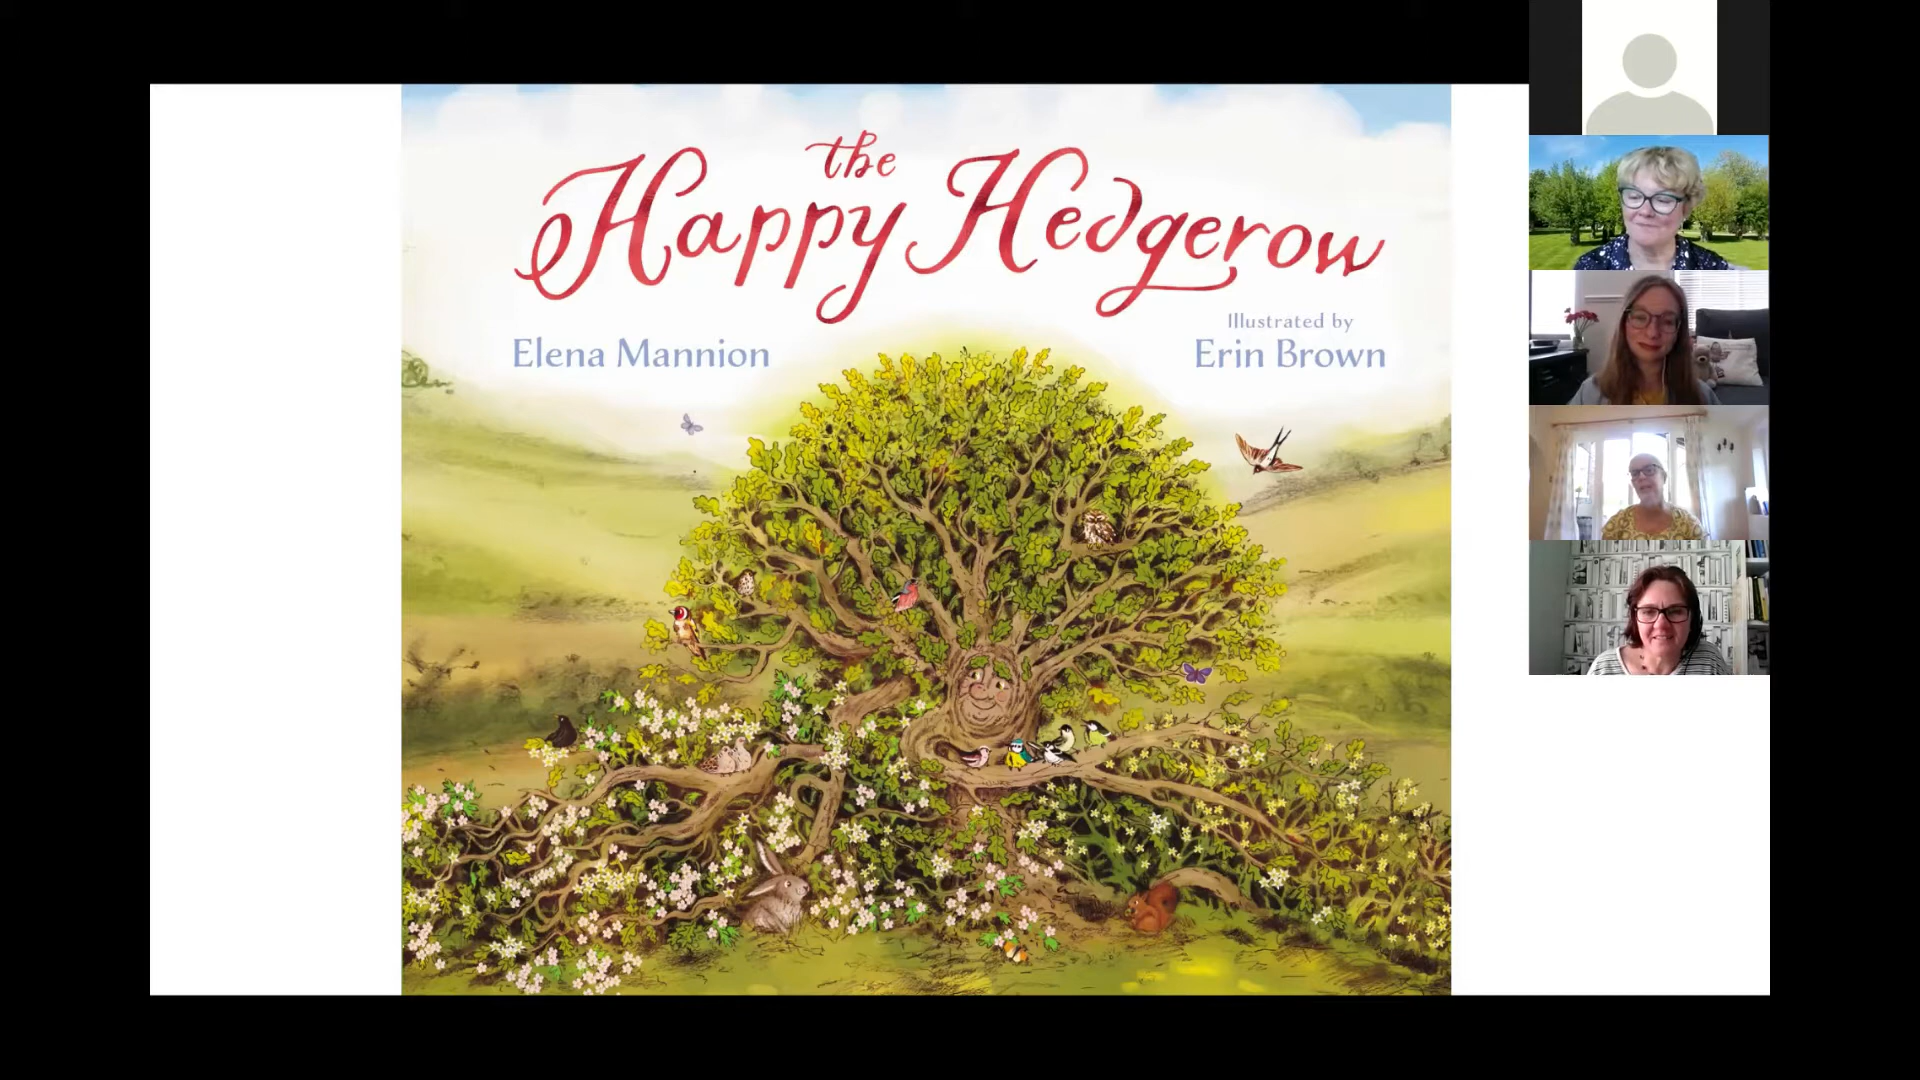 the
Happy Hedgerow
Elena Mannion
Illustrated by
Erin Brown